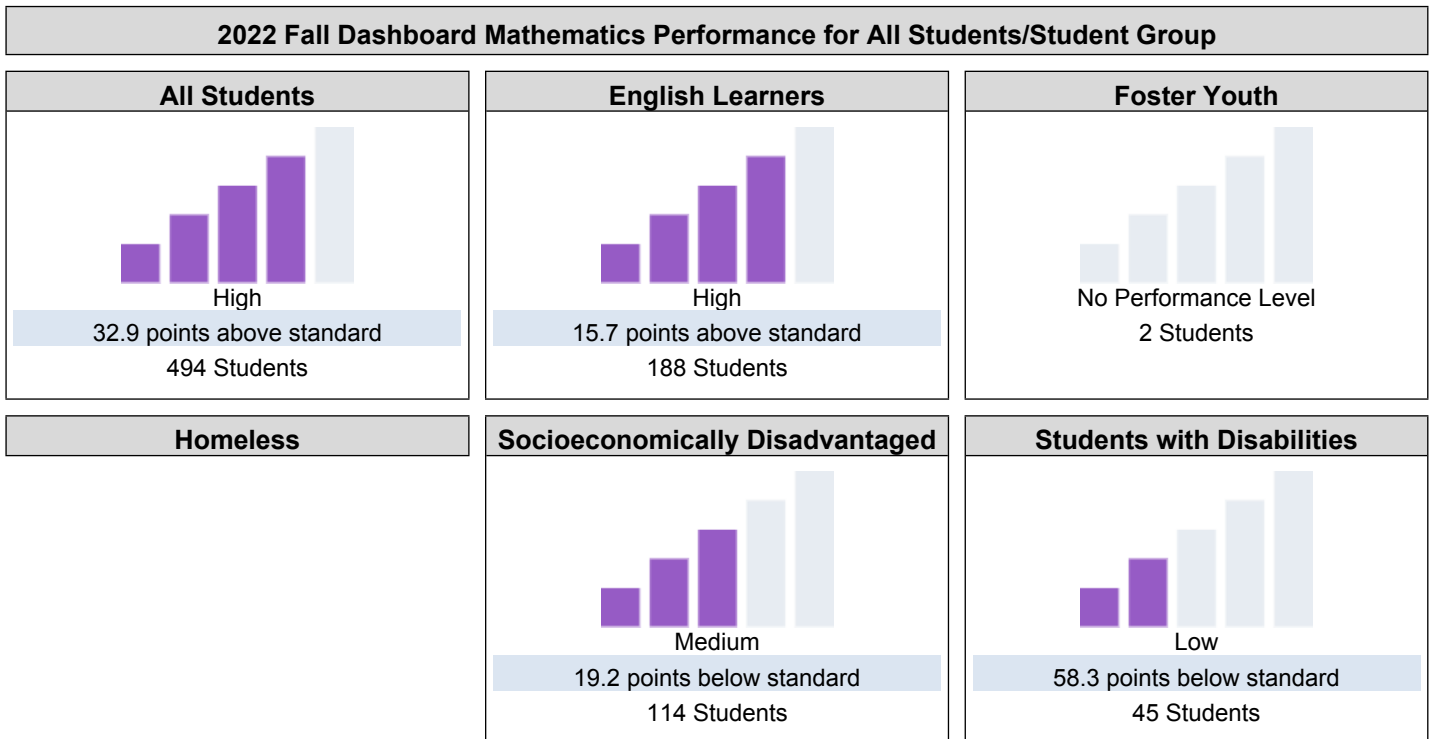 2022 Fall Dashboard Mathematics Performance for All Students/Student Group
All Students
High
32.9 points above standard
494 Students
English Learners
High
15.7 points above standard
188 Students
Foster Youth
No Performance Level
2 Students
Homeless
Socioeconomically Disadvantaged
Medium
19.2 points below standard
114 Students
Students with Disabilities
Low
58.3 points below standard
45 Students